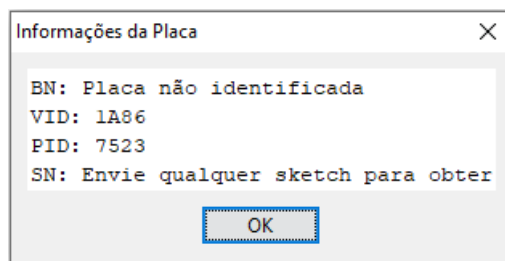 Informações da Placa
BN: Placa não identificada
VID: 1A86
PID: 7523
SN: Envie qualquer sketch para obter
OK